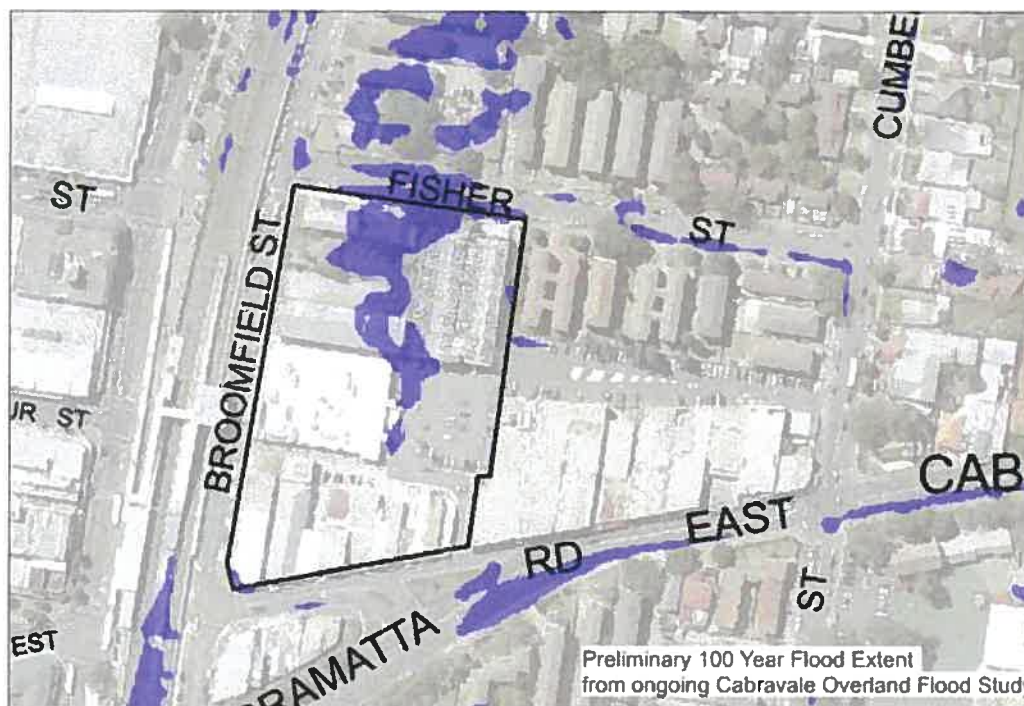 CUMBE
ST
FISHER
ST
BROOMFIELD ST
UR ST
CAB
EAST
RD
ST
EST
RAMATTA
Preliminary 100 Year Flood Extent
from ongoing Cabravale Overland Flood Study